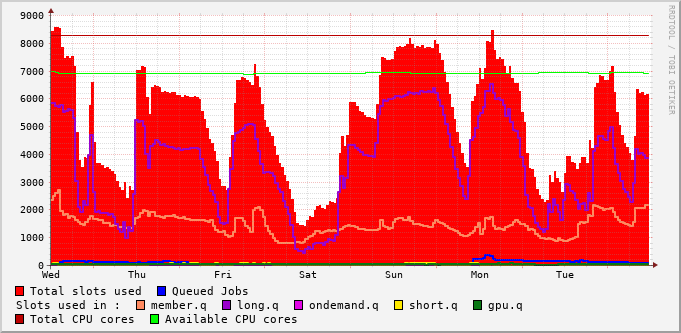 9000
8000
7000
6000
5000
4000
3000
2000
1000
0
Wed Thu Fri Sat Sun Mon Tue
RRDTOOL / TOBI OETIKER
Total slots used Queued Jobs
Slots used in : member.q long.q ondemand.q short.q gpu.q
Total CPU cores Available CPU cores